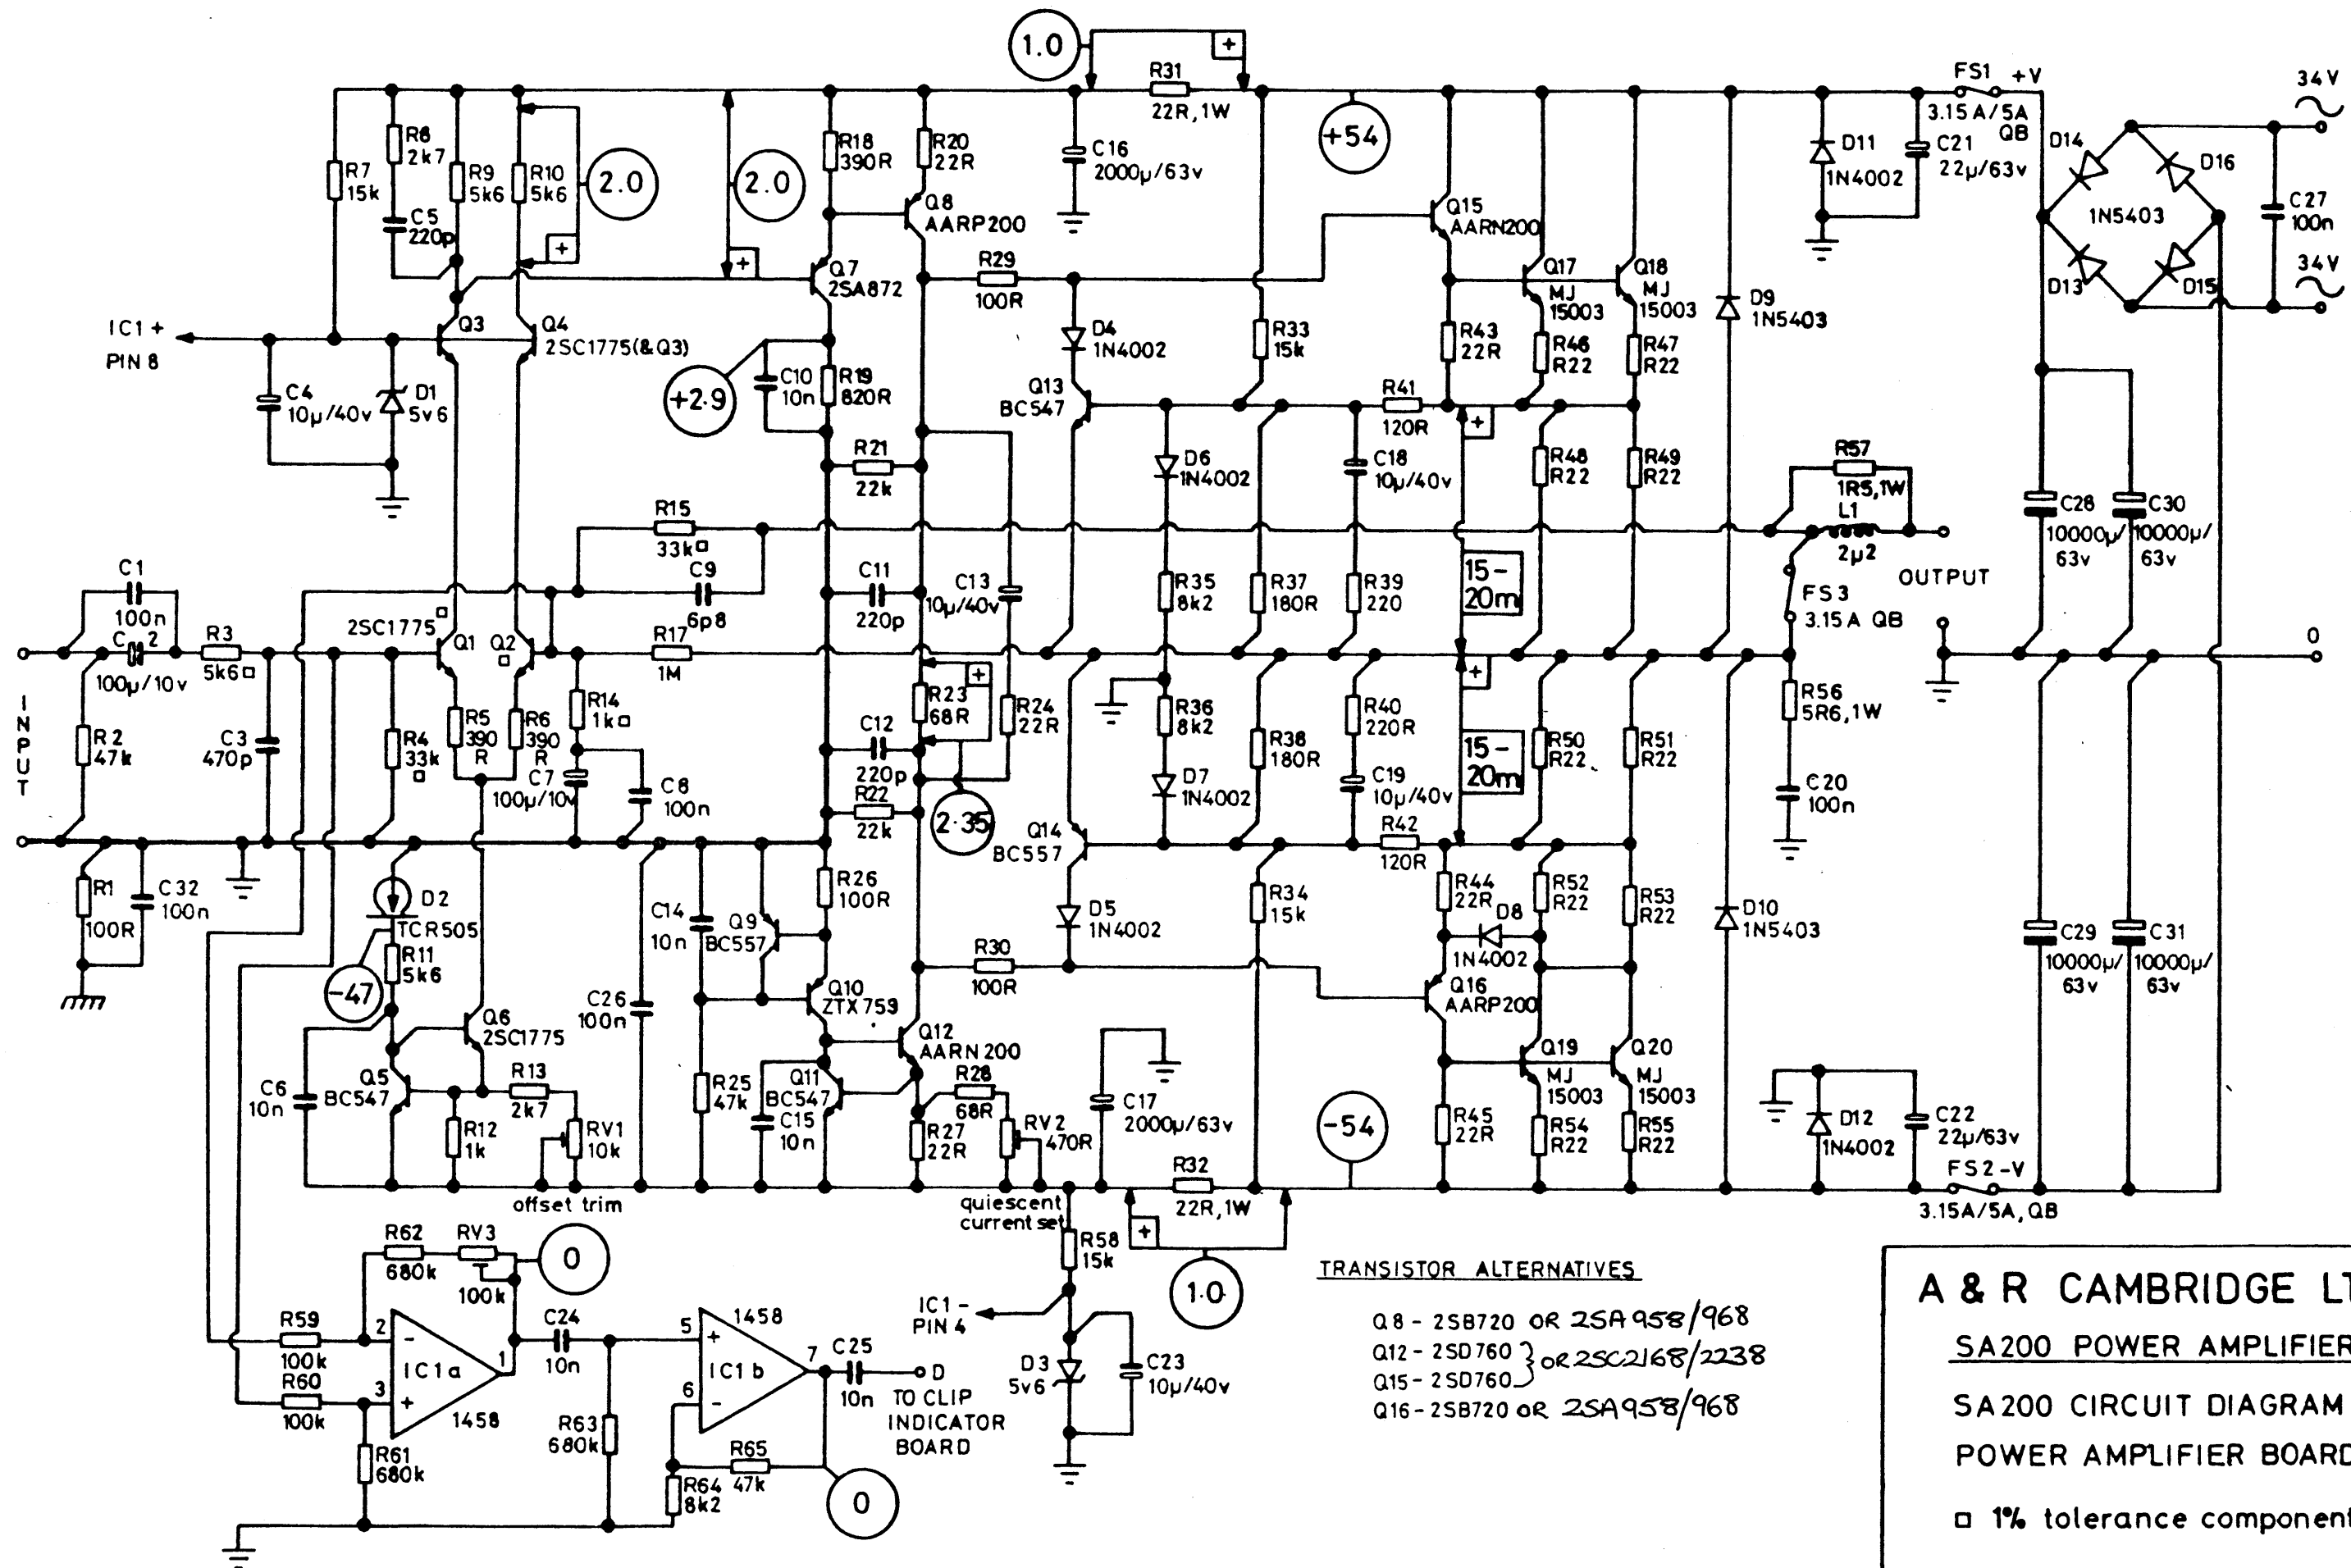 1.0
+
R31
22R, 1W
FS1 +V
3.15A/5A
QB
34V
R7
15k
R8
2k7
R9
5k6
R10
5k6
2.0
2.0
+
+
C5
220p
R18
390R
R20
22R
Q8
AARP200
Q7
2SA872
C16
2000µ/63v
+54
Q15
AARN200
D11
1N4002
C21
22µ/63v
D14
D16
1N5403
D13
D15
C27
100n
34V
IC1+
PIN 8
Q3
Q4
2SC1775(&Q3)
C4
10µ/40v
D1
5v6
+2.9
C10
10n
R19
820R
R29
100R
D4
1N4002
R33
15k
Q13
BC547
R43
22R
Q17
MJ
15003
Q18
MJ
15003
R46
R22
R47
R22
D9
1N5403
R41
120R
+
R21
22k
D6
1N4002
C18
10µ/40v
R48
R22
R49
R22
R57
1R5,1W
L1
2µ2
C28
10000µ/
63v
C30
10000µ/
63v
R15
33k
C9
6p8
C11
220p
C13
10µ/40v
R35
8k2
R37
180R
R39
220
15-
20m
FS3
3.15A QB
OUTPUT
C1
100n
C 2
100µ/10v
R3
5k6
2SC1775
Q1
Q2
R17
1M
0
INPUT
R2
47k
C3
470p
R4
33k
R5
390
R
R6
390
R
R14
1k
C7
100µ/10v
C8
100n
C12
220p
R22
22k
+
R23
68R
R24
22R
2.35
R36
8k2
D7
1N4002
R38
180R
R40
220R
C19
10µ/40v
+
15-
20m
R50
R22
R51
R22
R56
5R6,1W
C20
100n
Q14
BC557
R42
120R
R1
100R
C32
100n
D2
TCR505
R11
5k6
-47
C14
10n
Q9
BC557
R26
100R
D5
1N4002
R34
15k
R44
22R
D8
1N4002
R52
R22
R53
R22
D10
1N5403
C29
10000µ/
63v
C31
10000µ/
63v
R30
100R
Q16
AARP200
C26
100n
Q10
ZTX753
Q6
2SC1775
Q12
AARN200
Q19
MJ
15003
Q20
MJ
15003
C6
10n
Q5
BC547
R13
2k7
R12
1k
RV1
10k
R25
47k
Q11
BC547
C15
10n
R28
68R
R27
22R
RV2
470R
C17
2000µ/63v
-54
R45
22R
R54
R22
R55
R22
D12
1N4002
C22
22µ/63v
R32
22R,1W
FS2 -V
3.15A/5A, QB
offset trim
quiescent
current set
+
1.0
R58
15k
IC1-
PIN 4
D3
5v6
C23
10µ/40v
R62
680k
RV3
100k
0
R59
100k
R60
100k
2
-
3
+
IC1a
1
1458
C24
10n
1458
5
+
6
-
IC1b
7
C25
10n
D
TO CLIP
INDICATOR
BOARD
R61
680k
R63
680k
R64
8k2
R65
47k
0
TRANSISTOR ALTERNATIVES
Q8 - 2SB720 OR 2SA958/968
Q12 - 2SD760 } OR 2SC2168/2238
Q15 - 2SD760
Q16 - 2SB720 OR 2SA958/968
A & R CAMBRIDGE LT
SA200 POWER AMPLIFIER
SA200 CIRCUIT DIAGRAM
POWER AMPLIFIER BOARD
□ 1% tolerance component